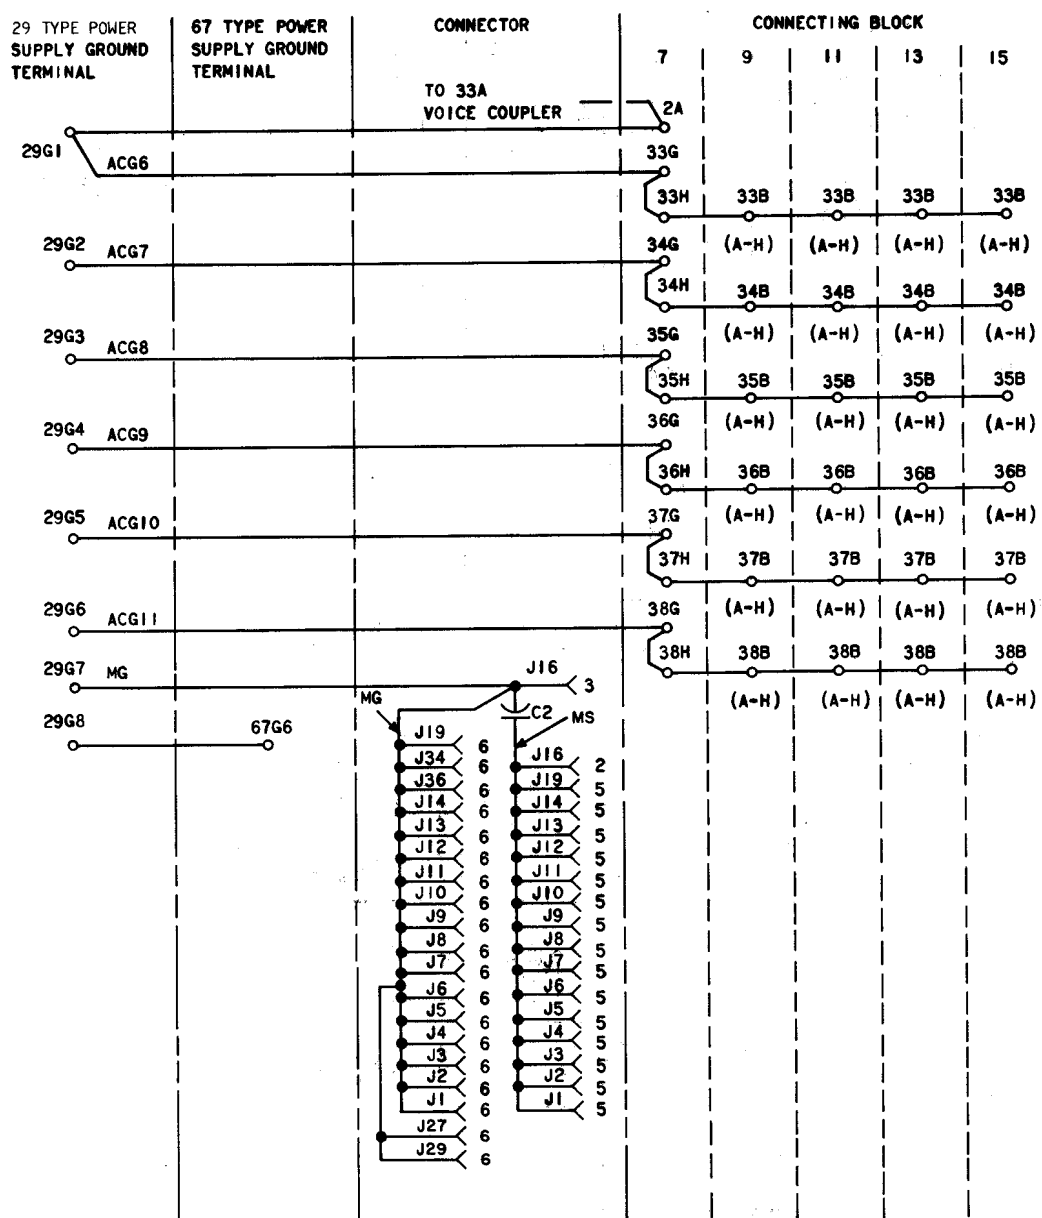 29 TYPE POWER
SUPPLY GROUND
TERMINAL
67 TYPE POWER
SUPPLY GROUND
TERMINAL
CONNECTOR
CONNECTING BLOCK
7 9 11 13 15
TO 33A
VOICE COUPLER
2A
29G1
ACG6
33G
33H 33B 33B 33B 33B
(A-H) (A-H) (A-H) (A-H)
29G2
ACG7
34G
34H 34B 34B 34B 34B
(A-H) (A-H) (A-H) (A-H)
29G3
ACG8
35G
35H 35B 35B 35B 35B
(A-H) (A-H) (A-H) (A-H)
29G4
ACG9
36G
36H 36B 36B 36B 36B
(A-H) (A-H) (A-H) (A-H)
29G5
ACG10
37G
37H 37B 37B 37B 37B
(A-H) (A-H) (A-H) (A-H)
29G6
ACG11
38G
38H 38B 38B 38B 38B
(A-H) (A-H) (A-H) (A-H)
29G7
MG
J16 3
MG
C2
MS
29G8
67G6
J19 6
J34 6
J36 6
J14 6
J13 6
J12 6
J11 6
J10 6
J9 6
J8 6
J7 6
J6 6
J5 6
J4 6
J3 6
J2 6
J1 6
J27 6
J29 6
J16 2
J19 5
J14 5
J13 5
J12 5
J11 5
J10 5
J9 5
J8 5
J7 5
J6 5
J5 5
J4 5
J3 5
J2 5
J1 5